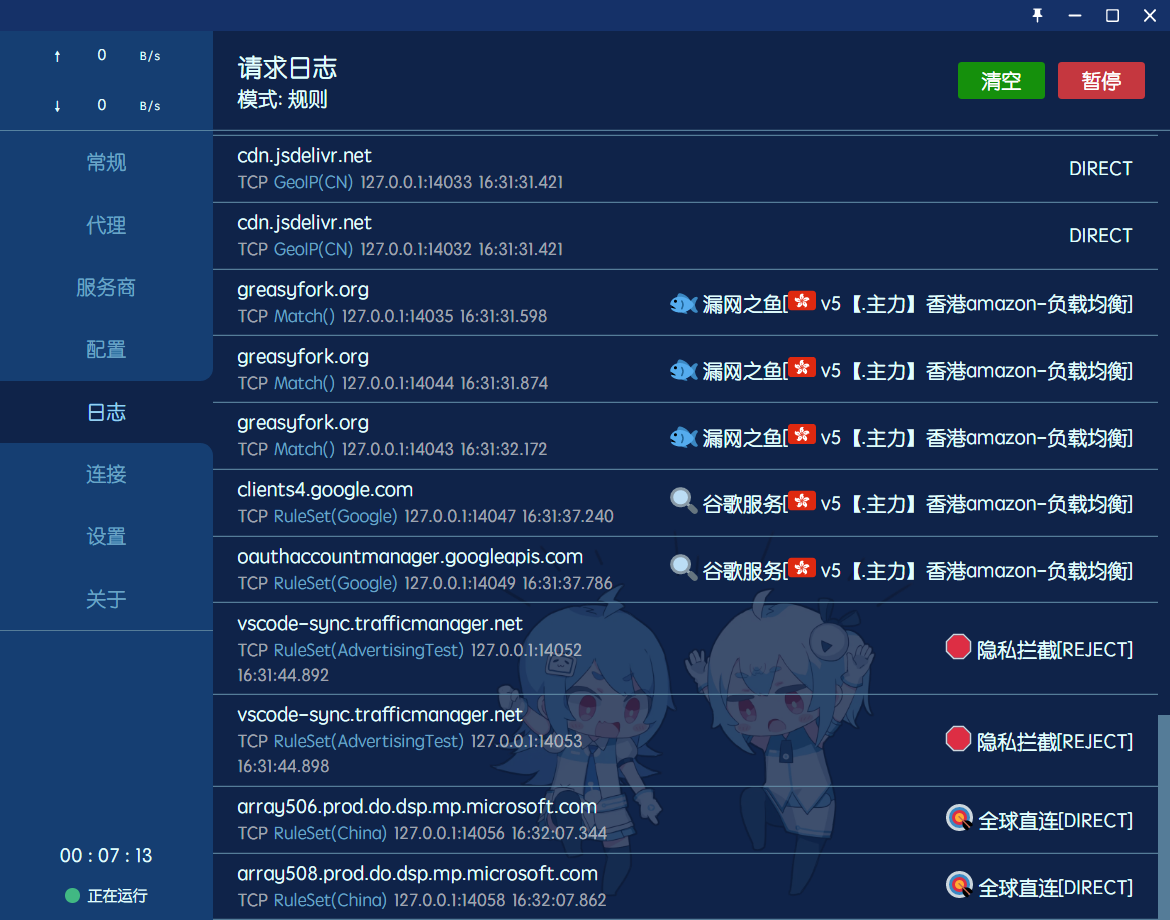 ↑ 0 B/s
↓ 0 B/s
常规
代理
服务商
配置
日志
连接
设置
关于
00 : 07 : 13
正在运行
请求日志
模式: 规则
清空 暂停
cdn.jsdelivr.net
TCP GeoIP(CN) 127.0.0.1:14033 16:31:31.421
DIRECT
cdn.jsdelivr.net
TCP GeoIP(CN) 127.0.0.1:14032 16:31:31.421
DIRECT
greasyfork.org
TCP Match() 127.0.0.1:14035 16:31:31.598
🐟 漏网之鱼[🇭🇰 v5【.主力】香港amazon-负载均衡]
greasyfork.org
TCP Match() 127.0.0.1:14044 16:31:31.874
🐟 漏网之鱼[🇭🇰 v5【.主力】香港amazon-负载均衡]
greasyfork.org
TCP Match() 127.0.0.1:14043 16:31:32.172
🐟 漏网之鱼[🇭🇰 v5【.主力】香港amazon-负载均衡]
clients4.google.com
TCP RuleSet(Google) 127.0.0.1:14047 16:31:37.240
🔍 谷歌服务[🇭🇰 v5【.主力】香港amazon-负载均衡]
oauthaccountmanager.googleapis.com
TCP RuleSet(Google) 127.0.0.1:14049 16:31:37.786
🔍 谷歌服务[🇭🇰 v5【.主力】香港amazon-负载均衡]
vscode-sync.trafficmanager.net
TCP RuleSet(AdvertisingTest) 127.0.0.1:14052
16:31:44.892
🛑 隐私拦截[REJECT]
vscode-sync.trafficmanager.net
TCP RuleSet(AdvertisingTest) 127.0.0.1:14053
16:31:44.898
🛑 隐私拦截[REJECT]
array506.prod.do.dsp.mp.microsoft.com
TCP RuleSet(China) 127.0.0.1:14056 16:32:07.344
🎯 全球直连[DIRECT]
array508.prod.do.dsp.mp.microsoft.com
TCP RuleSet(China) 127.0.0.1:14058 16:32:07.862
🎯 全球直连[DIRECT]